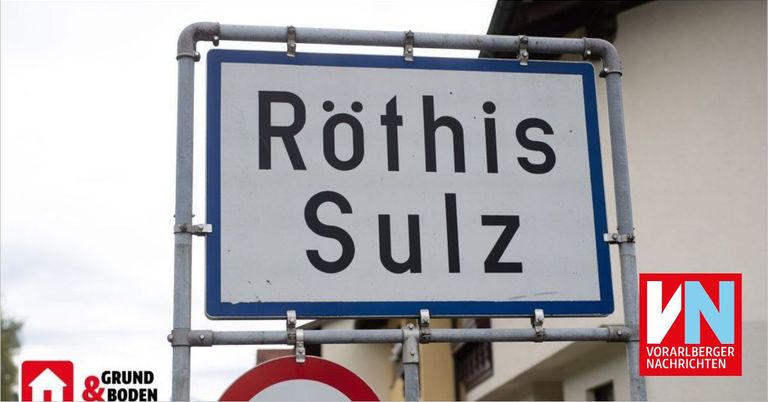 Röthis
Sulz
VN
VORARLBERGER
NACHRICHTEN
& GRUND
BODEN